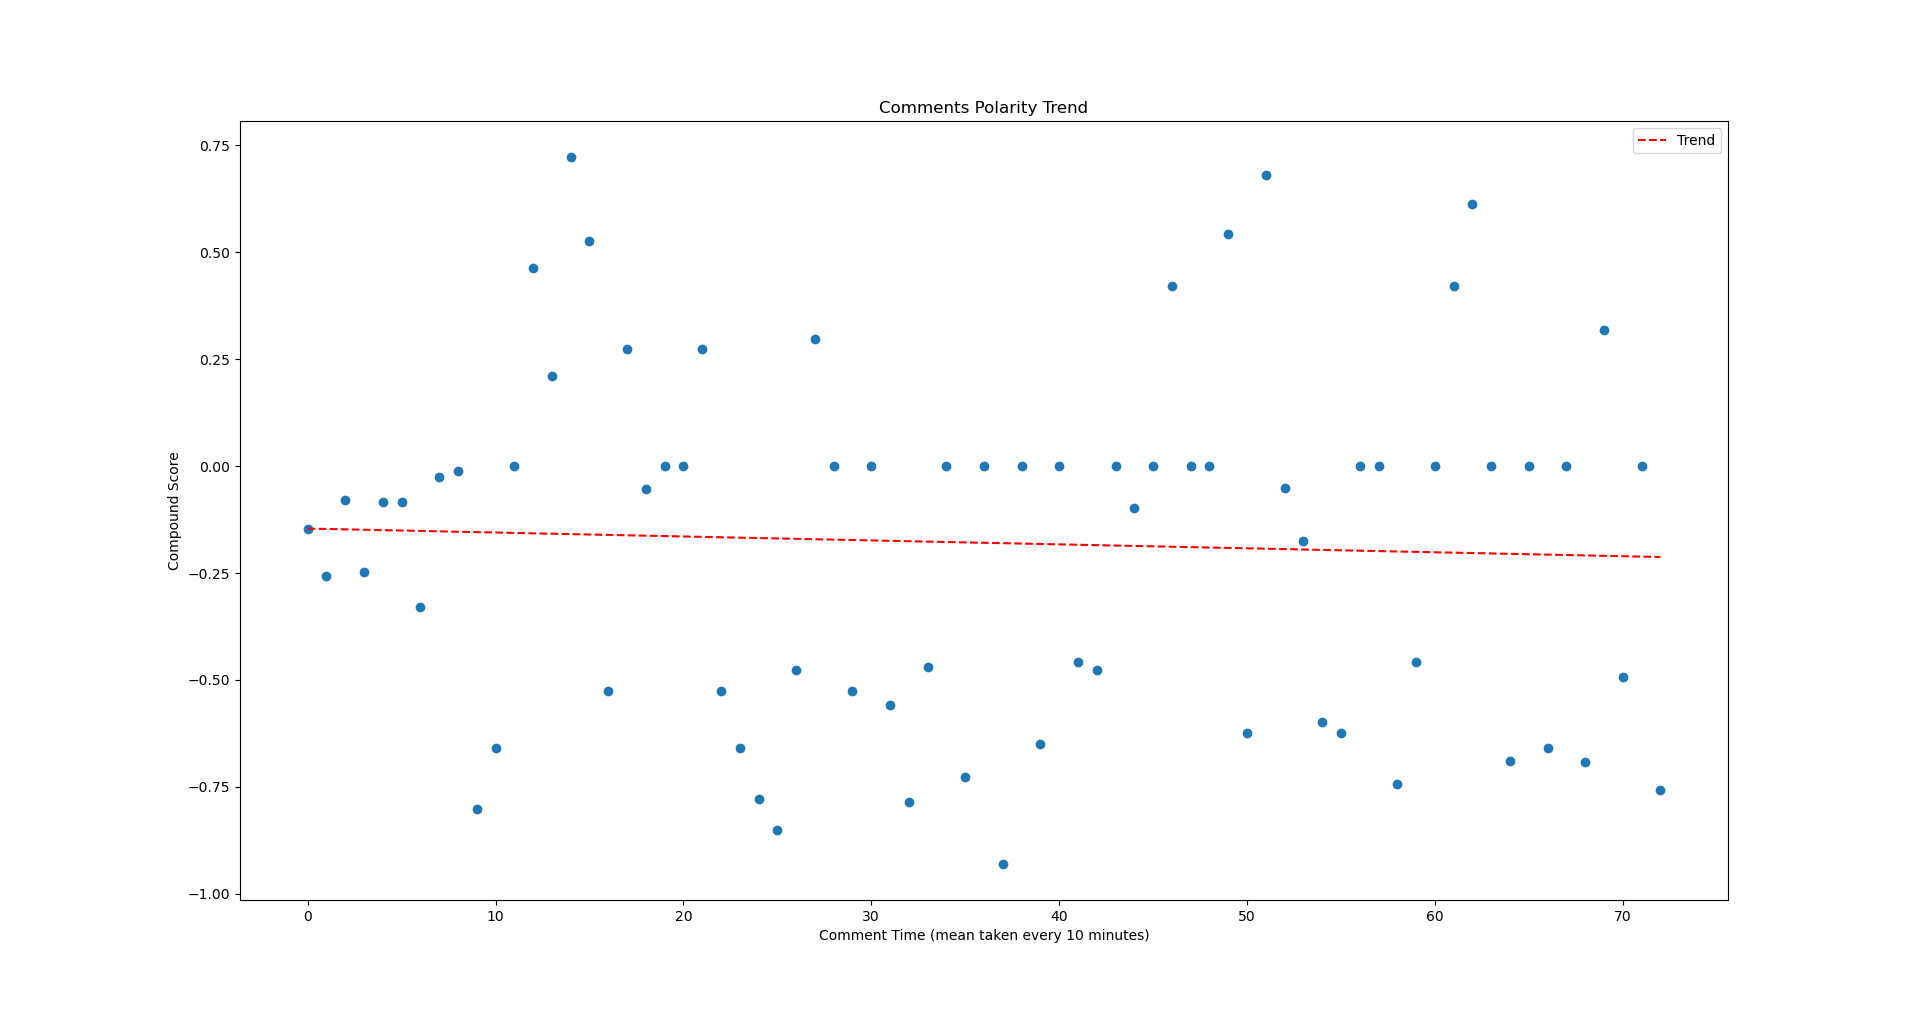 Comments Polarity Trend
Trend
Compound Score
0.75
0.50
0.25
0.00
−0.25
−0.50
−0.75
−1.00
0 10 20 30 40 50 60 70
Comment Time (mean taken every 10 minutes)